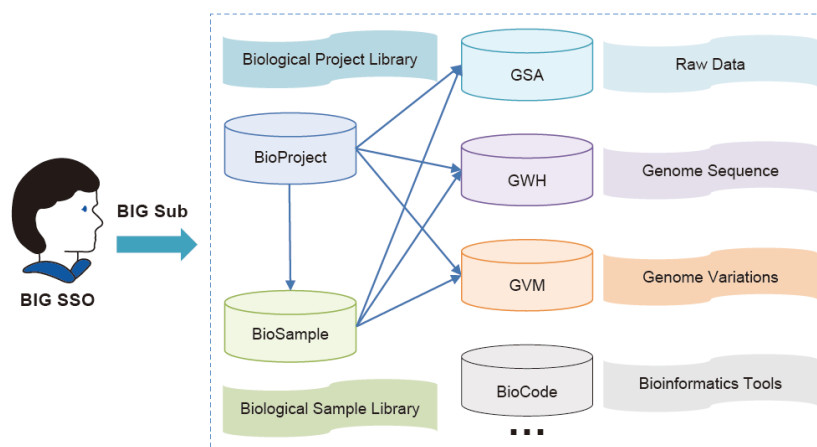 Biological Project Library
GSA
Raw Data
BioProject
GWH
Genome Sequence
BIG Sub
BIG SSO
GVM
Genome Variations
BioSample
BioCode
Bioinformatics Tools
Biological Sample Library
...